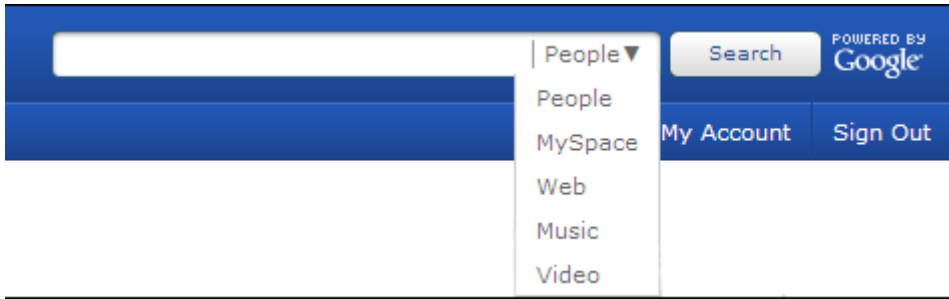 People▼ Search POWERED BY
Google
People
MySpace My Account Sign Out
Web
Music
Video